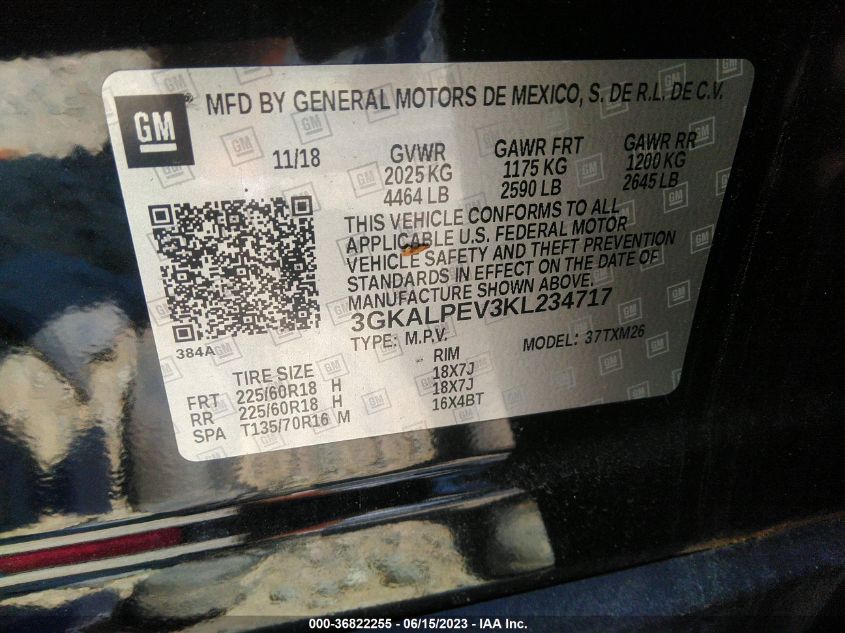 GM MFD BY GENERAL MOTORS DE MEXICO, S. DE R.L. DE C.V.
11/18 GVWR GAWR FRT GAWR RR
2025 KG 1175 KG 1200 KG
4464 LB 2590 LB 2645 LB
THIS VEHICLE CONFORMS TO ALL
APPLICABLE U.S. FEDERAL MOTOR
VEHICLE SAFETY AND THEFT PREVENTION
STANDARDS IN EFFECT ON THE DATE OF
MANUFACTURE SHOWN ABOVE.
3GKALPEV3KL234717
384A TYPE: M.P.V. MODEL: 37TXM26
TIRE SIZE RIM
FRT 225/60R18 H 18X7J
RR 225/60R18 H 18X7J
SPA T135/70R16 M 16X4BT
000-36822255 - 06/15/2023 - IAA Inc.